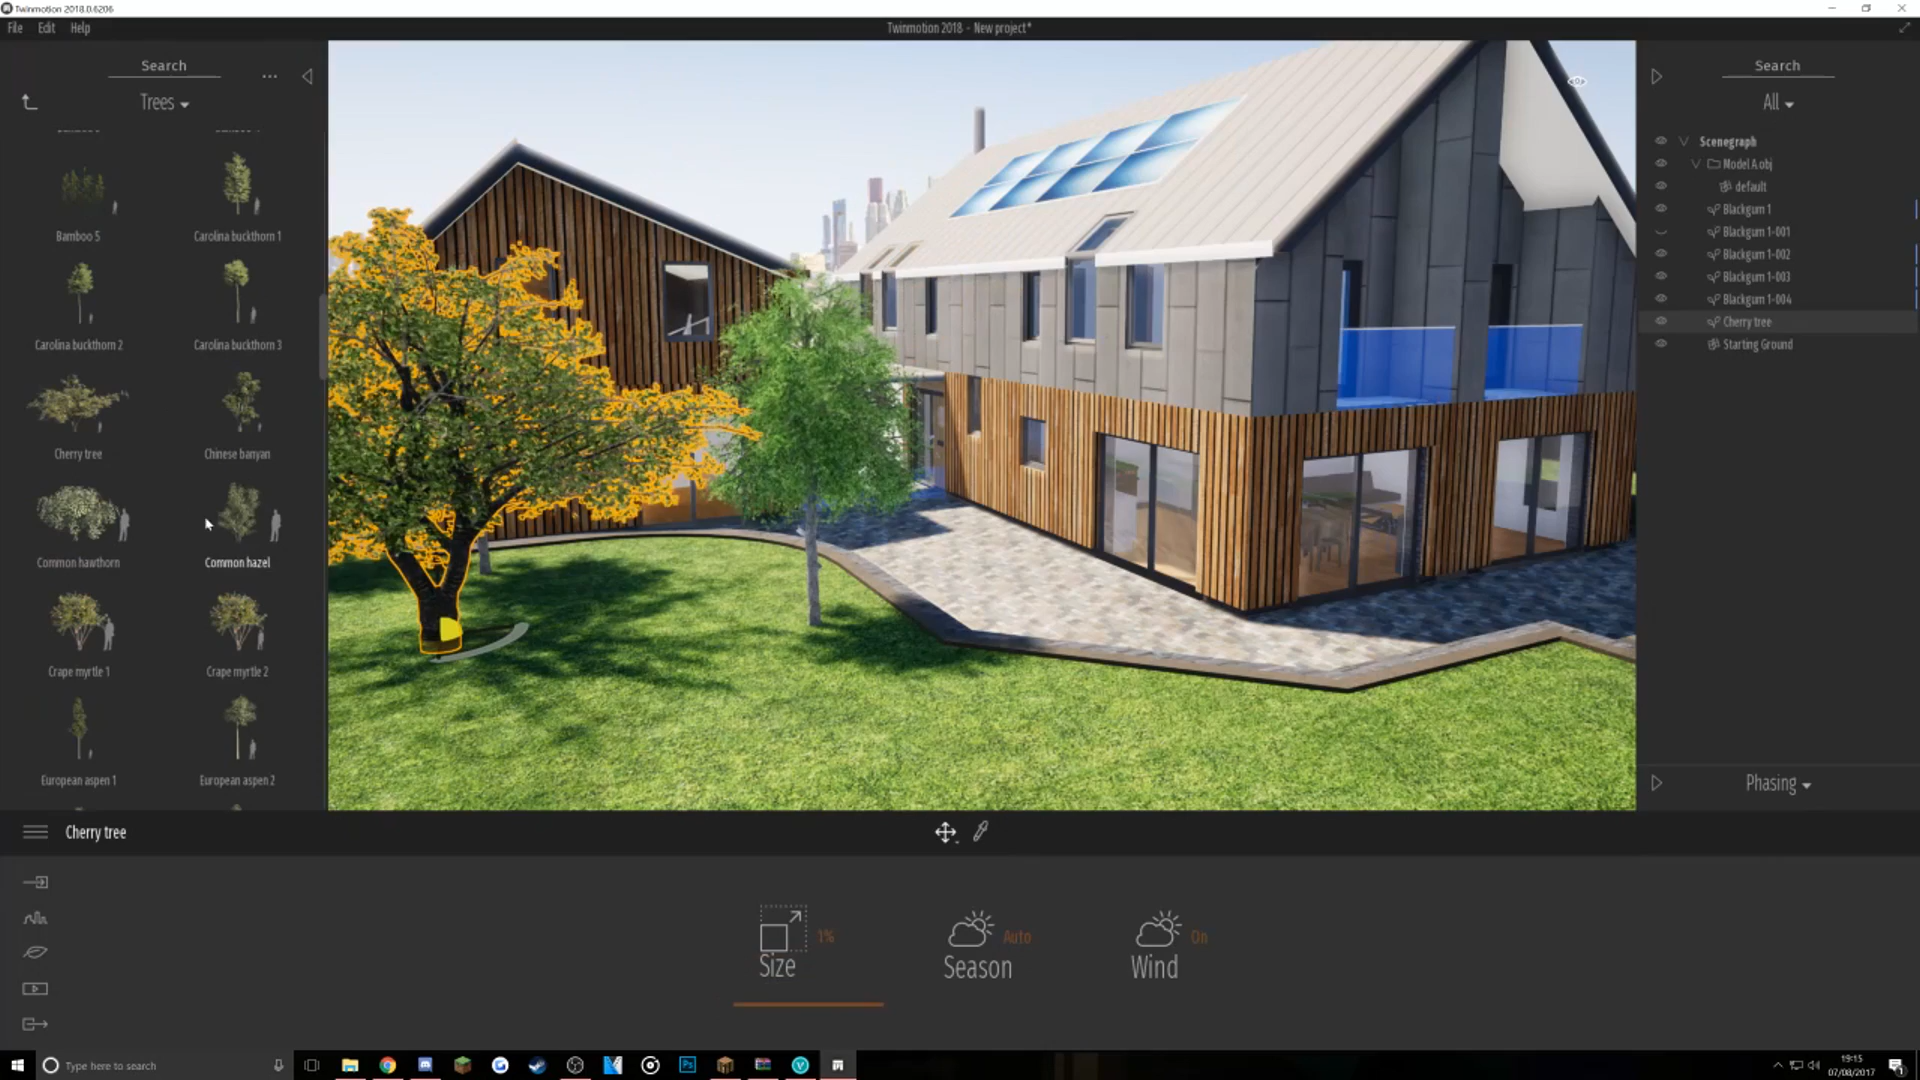 Twinmotion 2018.0.6206
File Edit Help
Twinmotion 2018 - New project*
Search
Trees
Bamboo 5
Carolina buckthorn 1
Carolina buckthorn 2
Carolina buckthorn 3
Cherry tree
Chinese banyan
Common hawthorn
Common hazel
Crape myrtle 1
Crape myrtle 2
European aspen 1
European aspen 2
Search
All
Scenegraph
Model A.obj
default
Blackgum 1
Blackgum 1-001
Blackgum 1-002
Blackgum 1-003
Blackgum 1-004
Cherry tree
Starting Ground
Phasing
Cherry tree
1%
Size
Auto
Season
On
Wind
Type here to search
Ps
19:15
07/08/2017